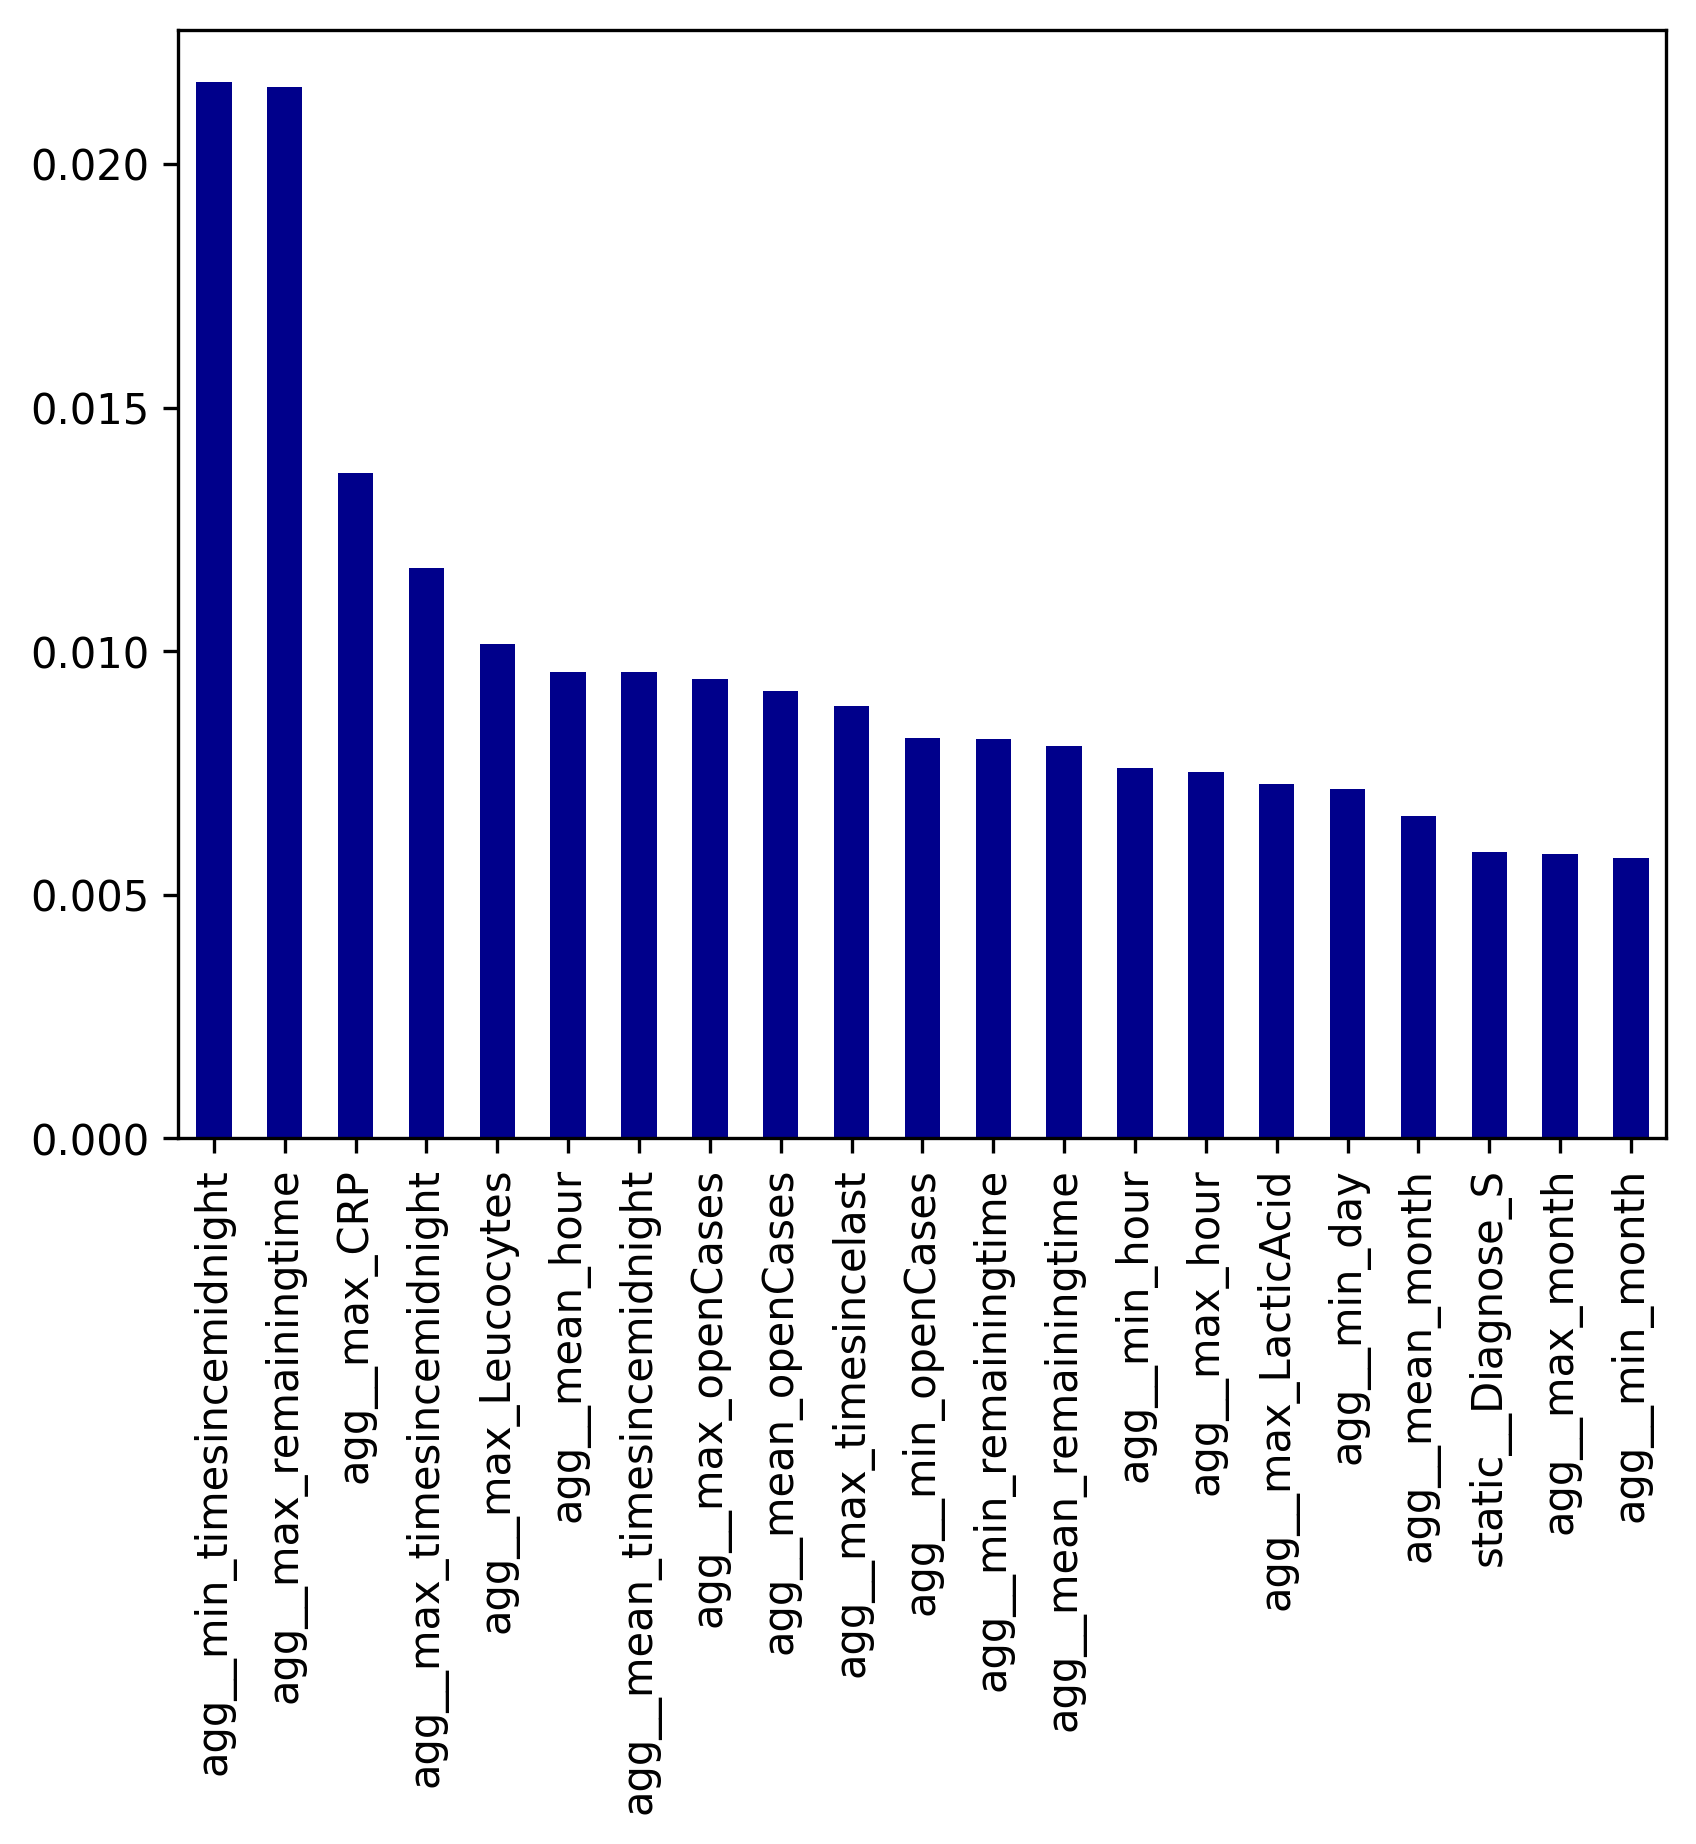 0.020
0.015
0.010
0.005
0.000
agg__min_timesincemidnight
agg__max_remainingtime
agg__max_CRP
agg__max_timesincemidnight
agg__max_Leucocytes
agg__mean_hour
agg__mean_timesincemidnight
agg__max_openCases
agg__mean_openCases
agg__max_timesincelast
agg__min_openCases
agg__min_remainingtime
agg__mean_remainingtime
agg__min_hour
agg__max_hour
agg__max_LacticAcid
agg__min_day
agg__mean_month
static__Diagnose_S
agg__max_month
agg__min_month